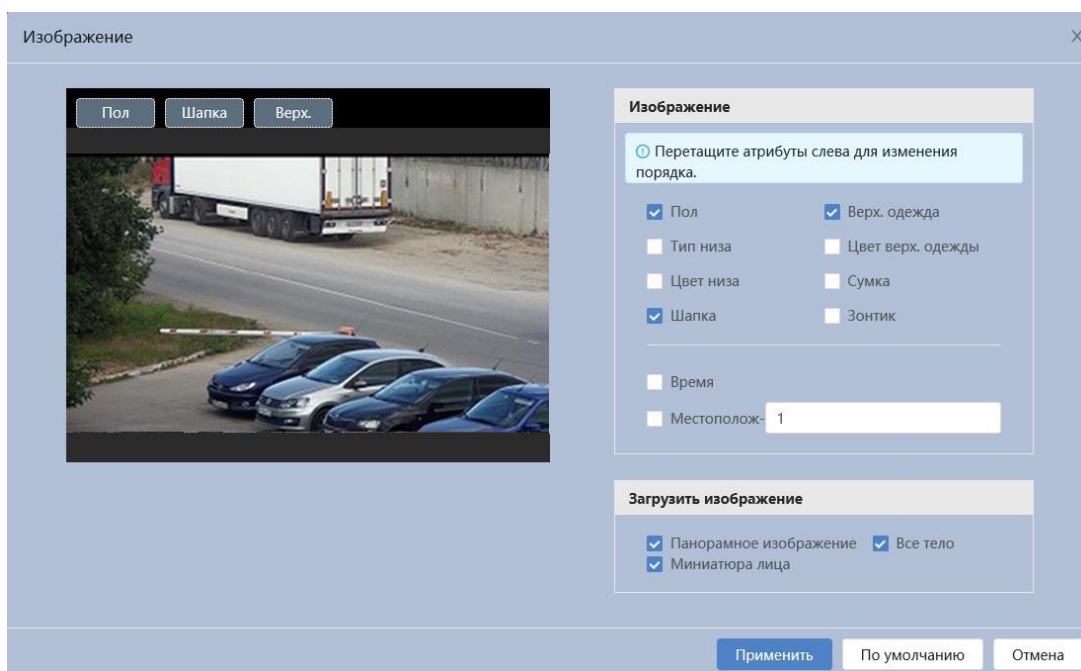 Изображение
Пол Шапка Верх.
Изображение
Перетащите атрибуты слева для изменения
порядка.
Пол Верх. одежда
Тип низа Цвет верх. одежды
Цвет низа Сумка
Шапка Зонтик
Время
Местополож- 1
Загрузить изображение
Панорамное изображение Все тело
Миниатюра лица
Применить По умолчанию Отмена